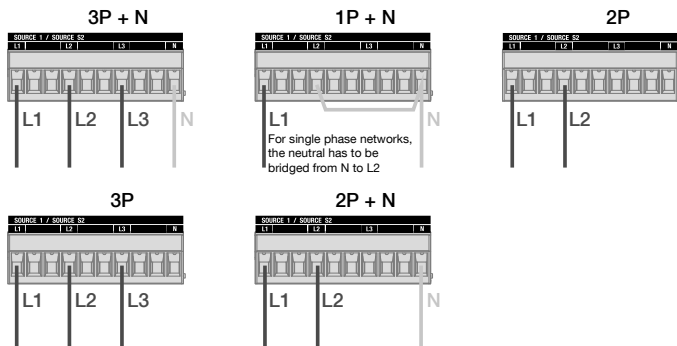 3P + N
SOURCE 1 / SOURCE S2
L1 L2 L3 N
L1 L2 L3 N
1P + N
SOURCE 1 / SOURCE S2
L1 L2 L3 N
L1 N
For single phase networks,
the neutral has to be
bridged from N to L2
2P
SOURCE 1 / SOURCE S2
L1 L2 L3 N
L1 L2
3P
SOURCE 1 / SOURCE S2
L1 L2 L3 N
L1 L2 L3
2P + N
SOURCE 1 / SOURCE S2
L1 L2 L3 N
L1 L2 N